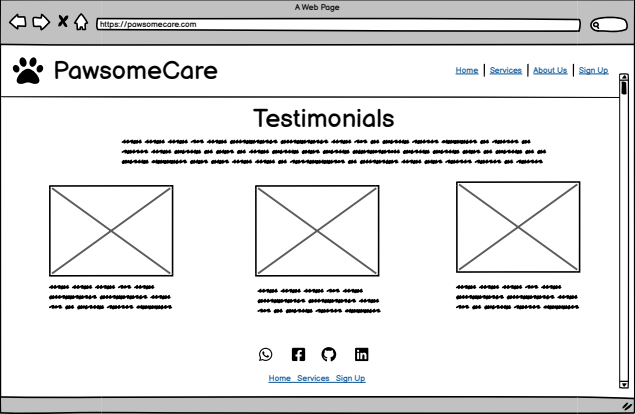 A Web Page
https://pawsomecare.com
PawsomeCare
Home Services About Us Sign Up
Testimonials
Home Services Sign Up